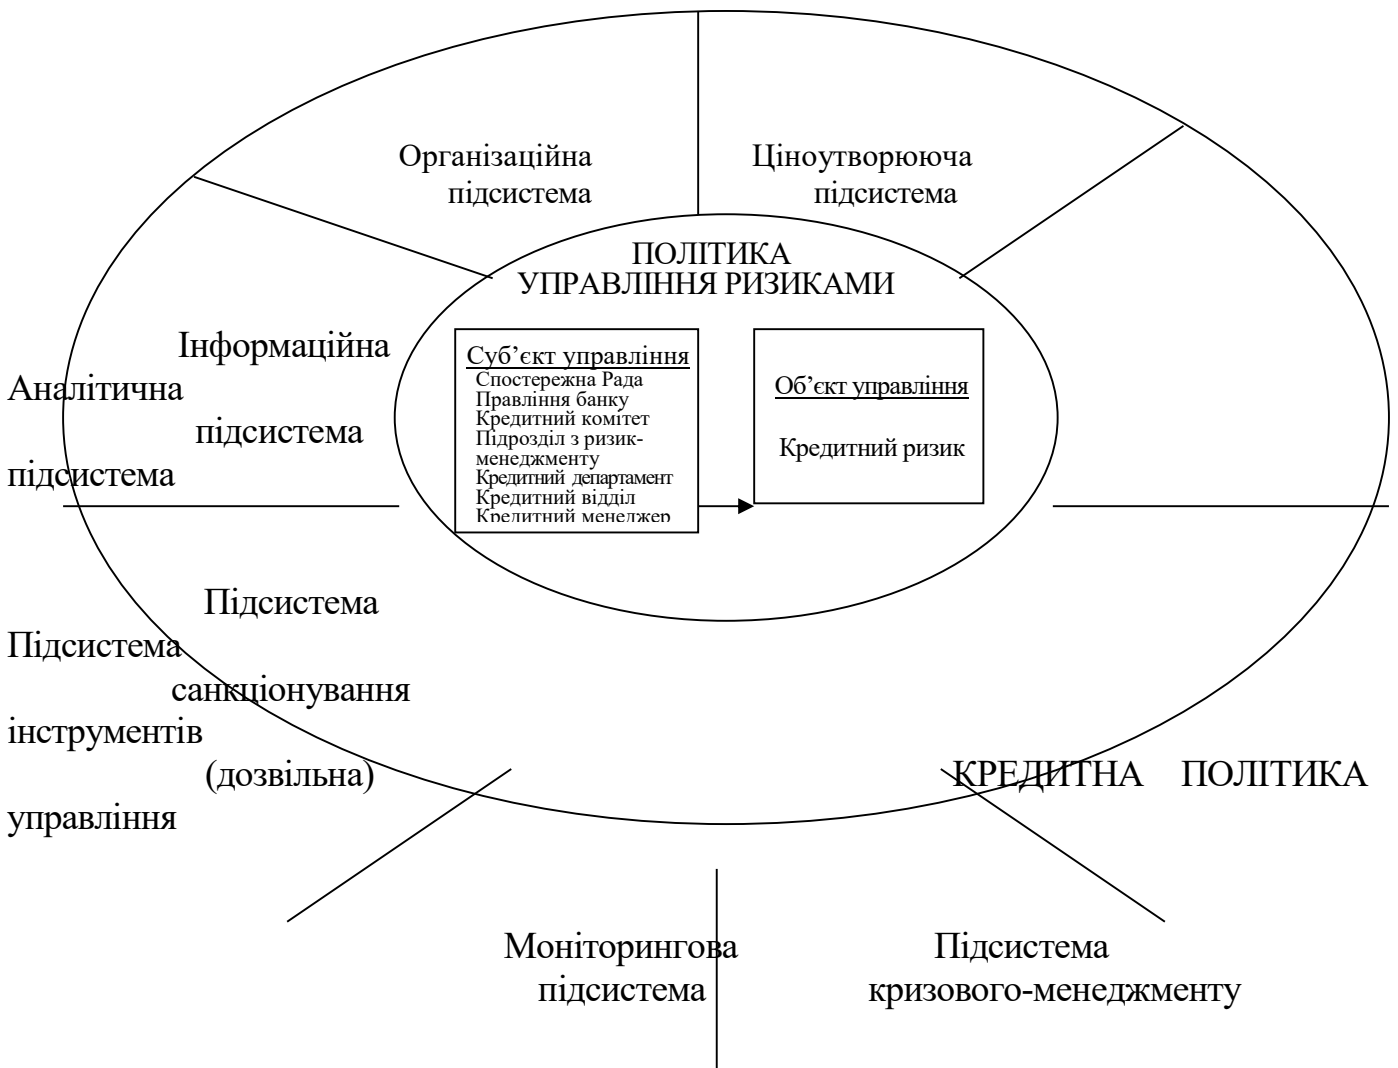 Організаційна
підсистема
Ціноутворююча
підсистема
ПОЛІТИКА
УПРАВЛІННЯ РИЗИКАМИ
Суб’єкт управління
Спостережна Рада
Правління банку
Кредитний комітет
Підрозділ з ризик-
менеджменту
Кредитний департамент
Кредитний відділ
Кредитний менеджер
Об’єкт управління
Кредитний ризик
Інформаційна
Аналітична
підсистема
підсистема
Підсистема
Підсистема
санкціонування
інструментів
(дозвільна)
управління
КРЕДИТНА ПОЛІТИКА
Моніторингова
підсистема
Підсистема
кризового-менеджменту